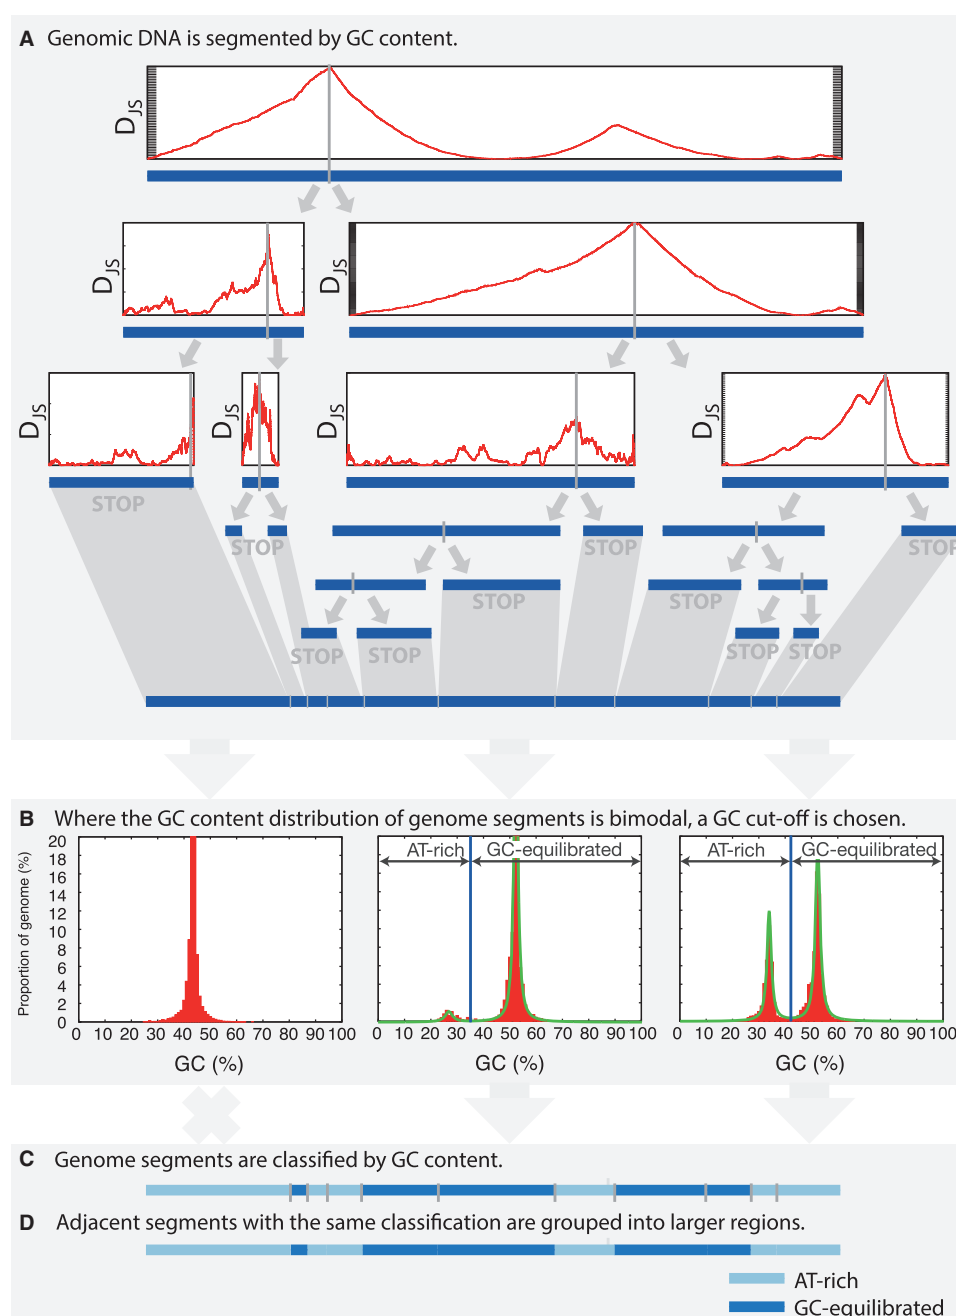 A Genomic DNA is segmented by GC content.
DJS
DJS
DJS
DJS
DJS
DJS
DJS
STOP
STOP
STOP
STOP
STOP
STOP
STOP
STOP
STOP
STOP
B Where the GC content distribution of genome segments is bimodal, a GC cut-off is chosen.
Proportion of genome (%)
20
18
16
14
12
10
8
6
4
2
0
0 10 20 30 40 50 60 70 80 90 100
GC (%)
AT-rich GC-equilibrated
0 10 20 30 40 50 60 70 80 90 100
GC (%)
AT-rich GC-equilibrated
0 10 20 30 40 50 60 70 80 90 100
GC (%)
C Genome segments are classified by GC content.
D Adjacent segments with the same classification are grouped into larger regions.
AT-rich
GC-equilibrated